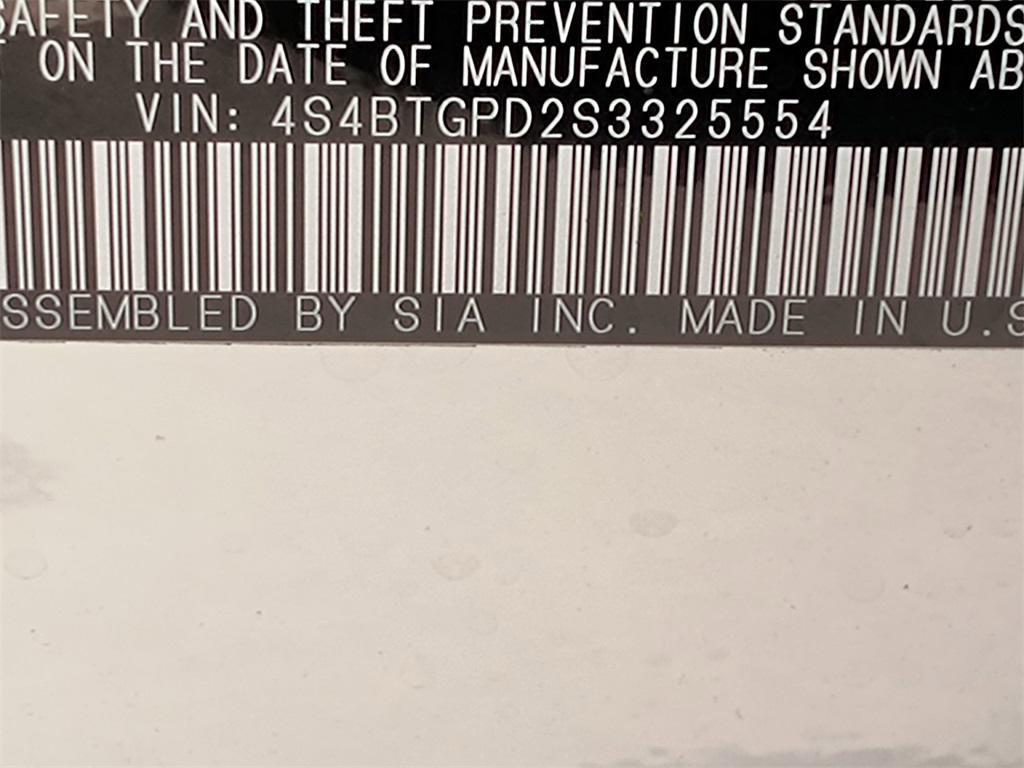 SAFETY AND THEFT PREVENTION STANDARDS
ON THE DATE OF MANUFACTURE SHOWN AB
VIN: 4S4BTGPD2S3325554
SSEMBLED BY SIA INC. MADE IN U.S